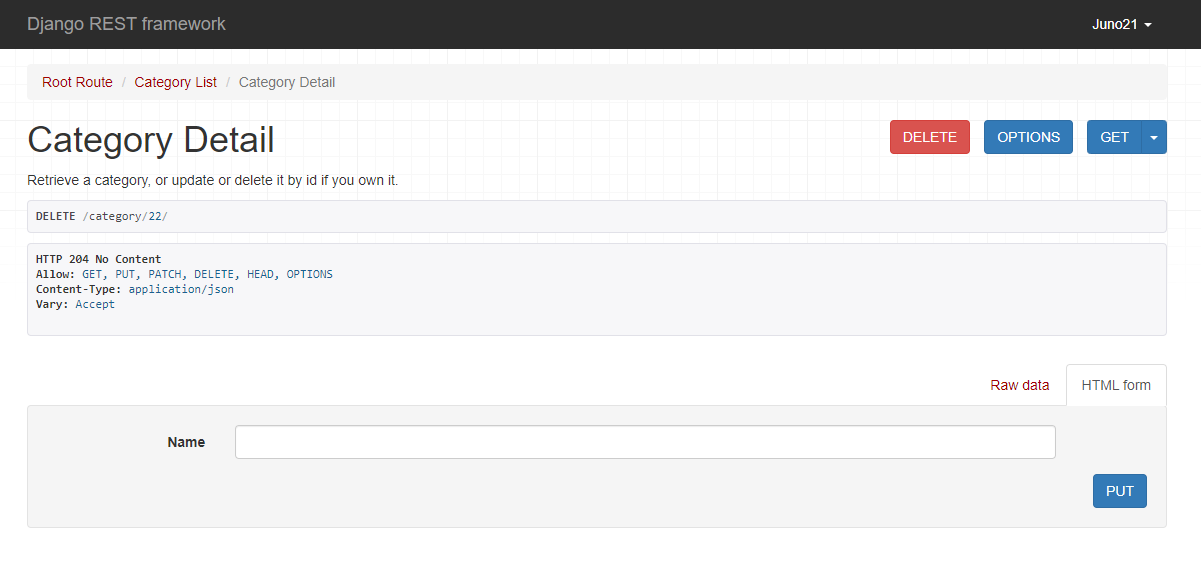 Django REST framework
Juno21
Root Route / Category List / Category Detail
Category Detail
DELETE
OPTIONS
GET
Retrieve a category, or update or delete it by id if you own it.
DELETE /category/22/
HTTP 204 No Content
Allow: GET, PUT, PATCH, DELETE, HEAD, OPTIONS
Content-Type: application/json
Vary: Accept
Raw data
HTML form
Name
PUT